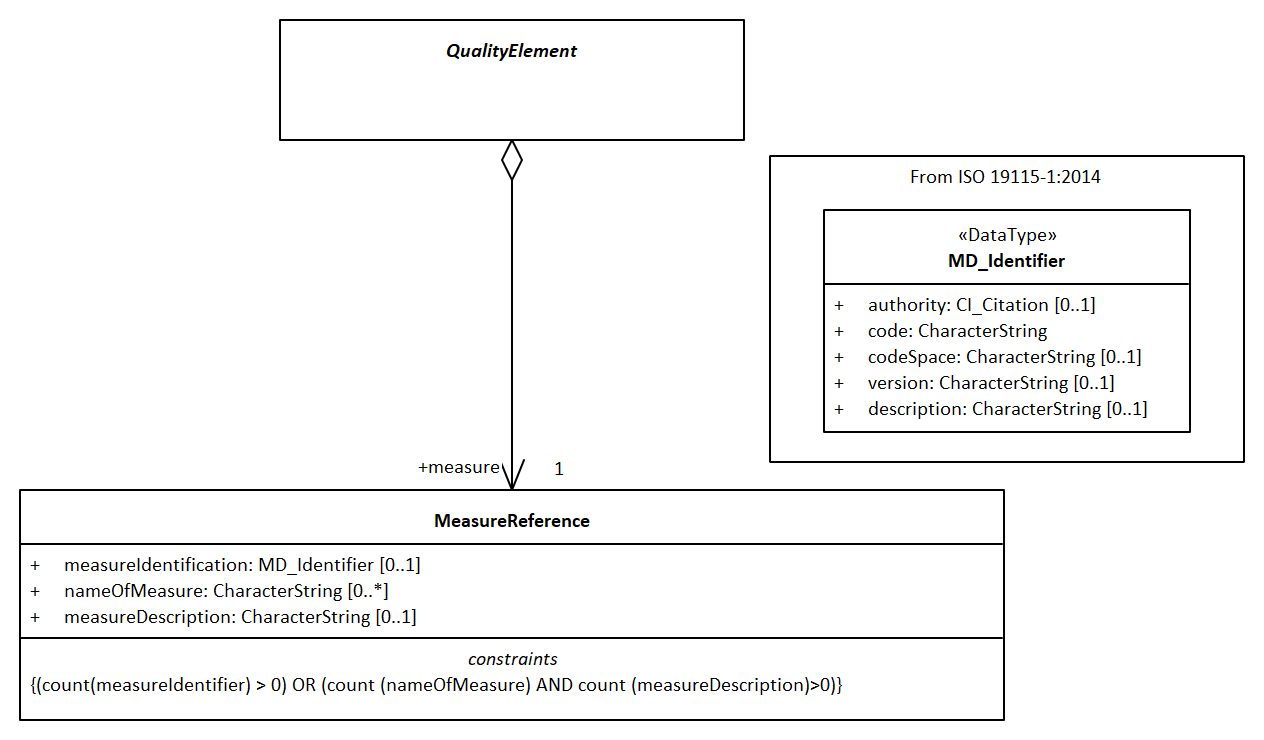 QualityElement
From ISO 19115-1:2014
«DataType»
MD_Identifier
+ authority: CI_Citation [0..1]
+ code: CharacterString
+ codeSpace: CharacterString [0..1]
+ version: CharacterString [0..1]
+ description: CharacterString [0..1]
+measure 1
MeasureReference
+ measureIdentification: MD_Identifier [0..1]
+ nameOfMeasure: CharacterString [0..*]
+ measureDescription: CharacterString [0..1]
constraints
{(count(measureIdentifier) > 0) OR (count (nameOfMeasure) AND count (measureDescription)>0)}